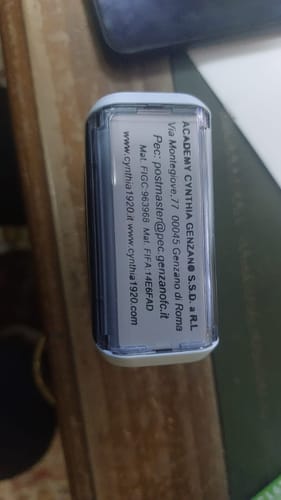 ACADEMY CYNTHIA GENZANO S.S.D. a R.L
Via Montegiove,77 00045 Genzano di Roma
Pec: postmaster@pec.genzanofc.it
Mat. FIGC:963968 Mat. FIFA:14E6FAD
www.cynthia1920.it www.cynthia1920.com